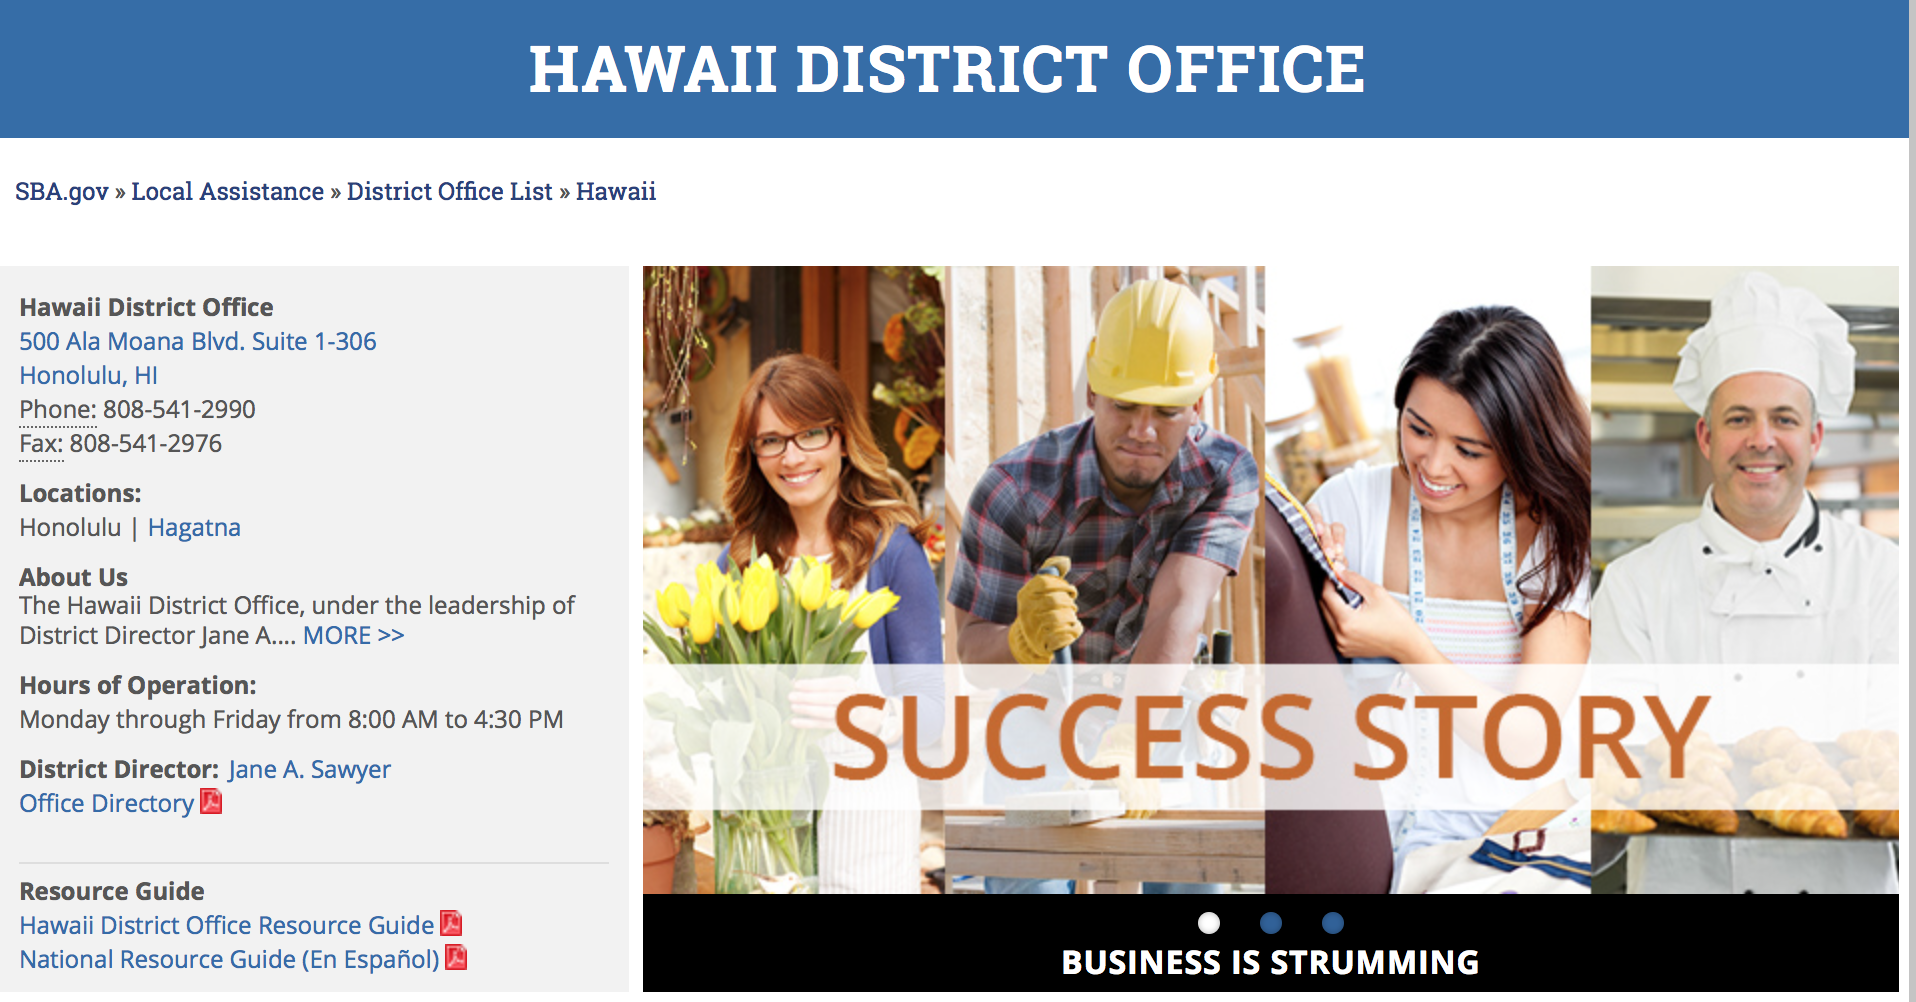 HAWAII DISTRICT OFFICE
SBA.gov » Local Assistance » District Office List » Hawaii
Hawaii District Office
500 Ala Moana Blvd. Suite 1-306
Honolulu, HI
Phone: 808-541-2990
Fax: 808-541-2976
Locations:
Honolulu | Hagatna
About Us
The Hawaii District Office, under the leadership of
District Director Jane A.... MORE >>
Hours of Operation:
Monday through Friday from 8:00 AM to 4:30 PM
District Director: Jane A. Sawyer
Office Directory
Resource Guide
Hawaii District Office Resource Guide
National Resource Guide (En Español)
SUCCESS STORY
BUSINESS IS STRUMMING